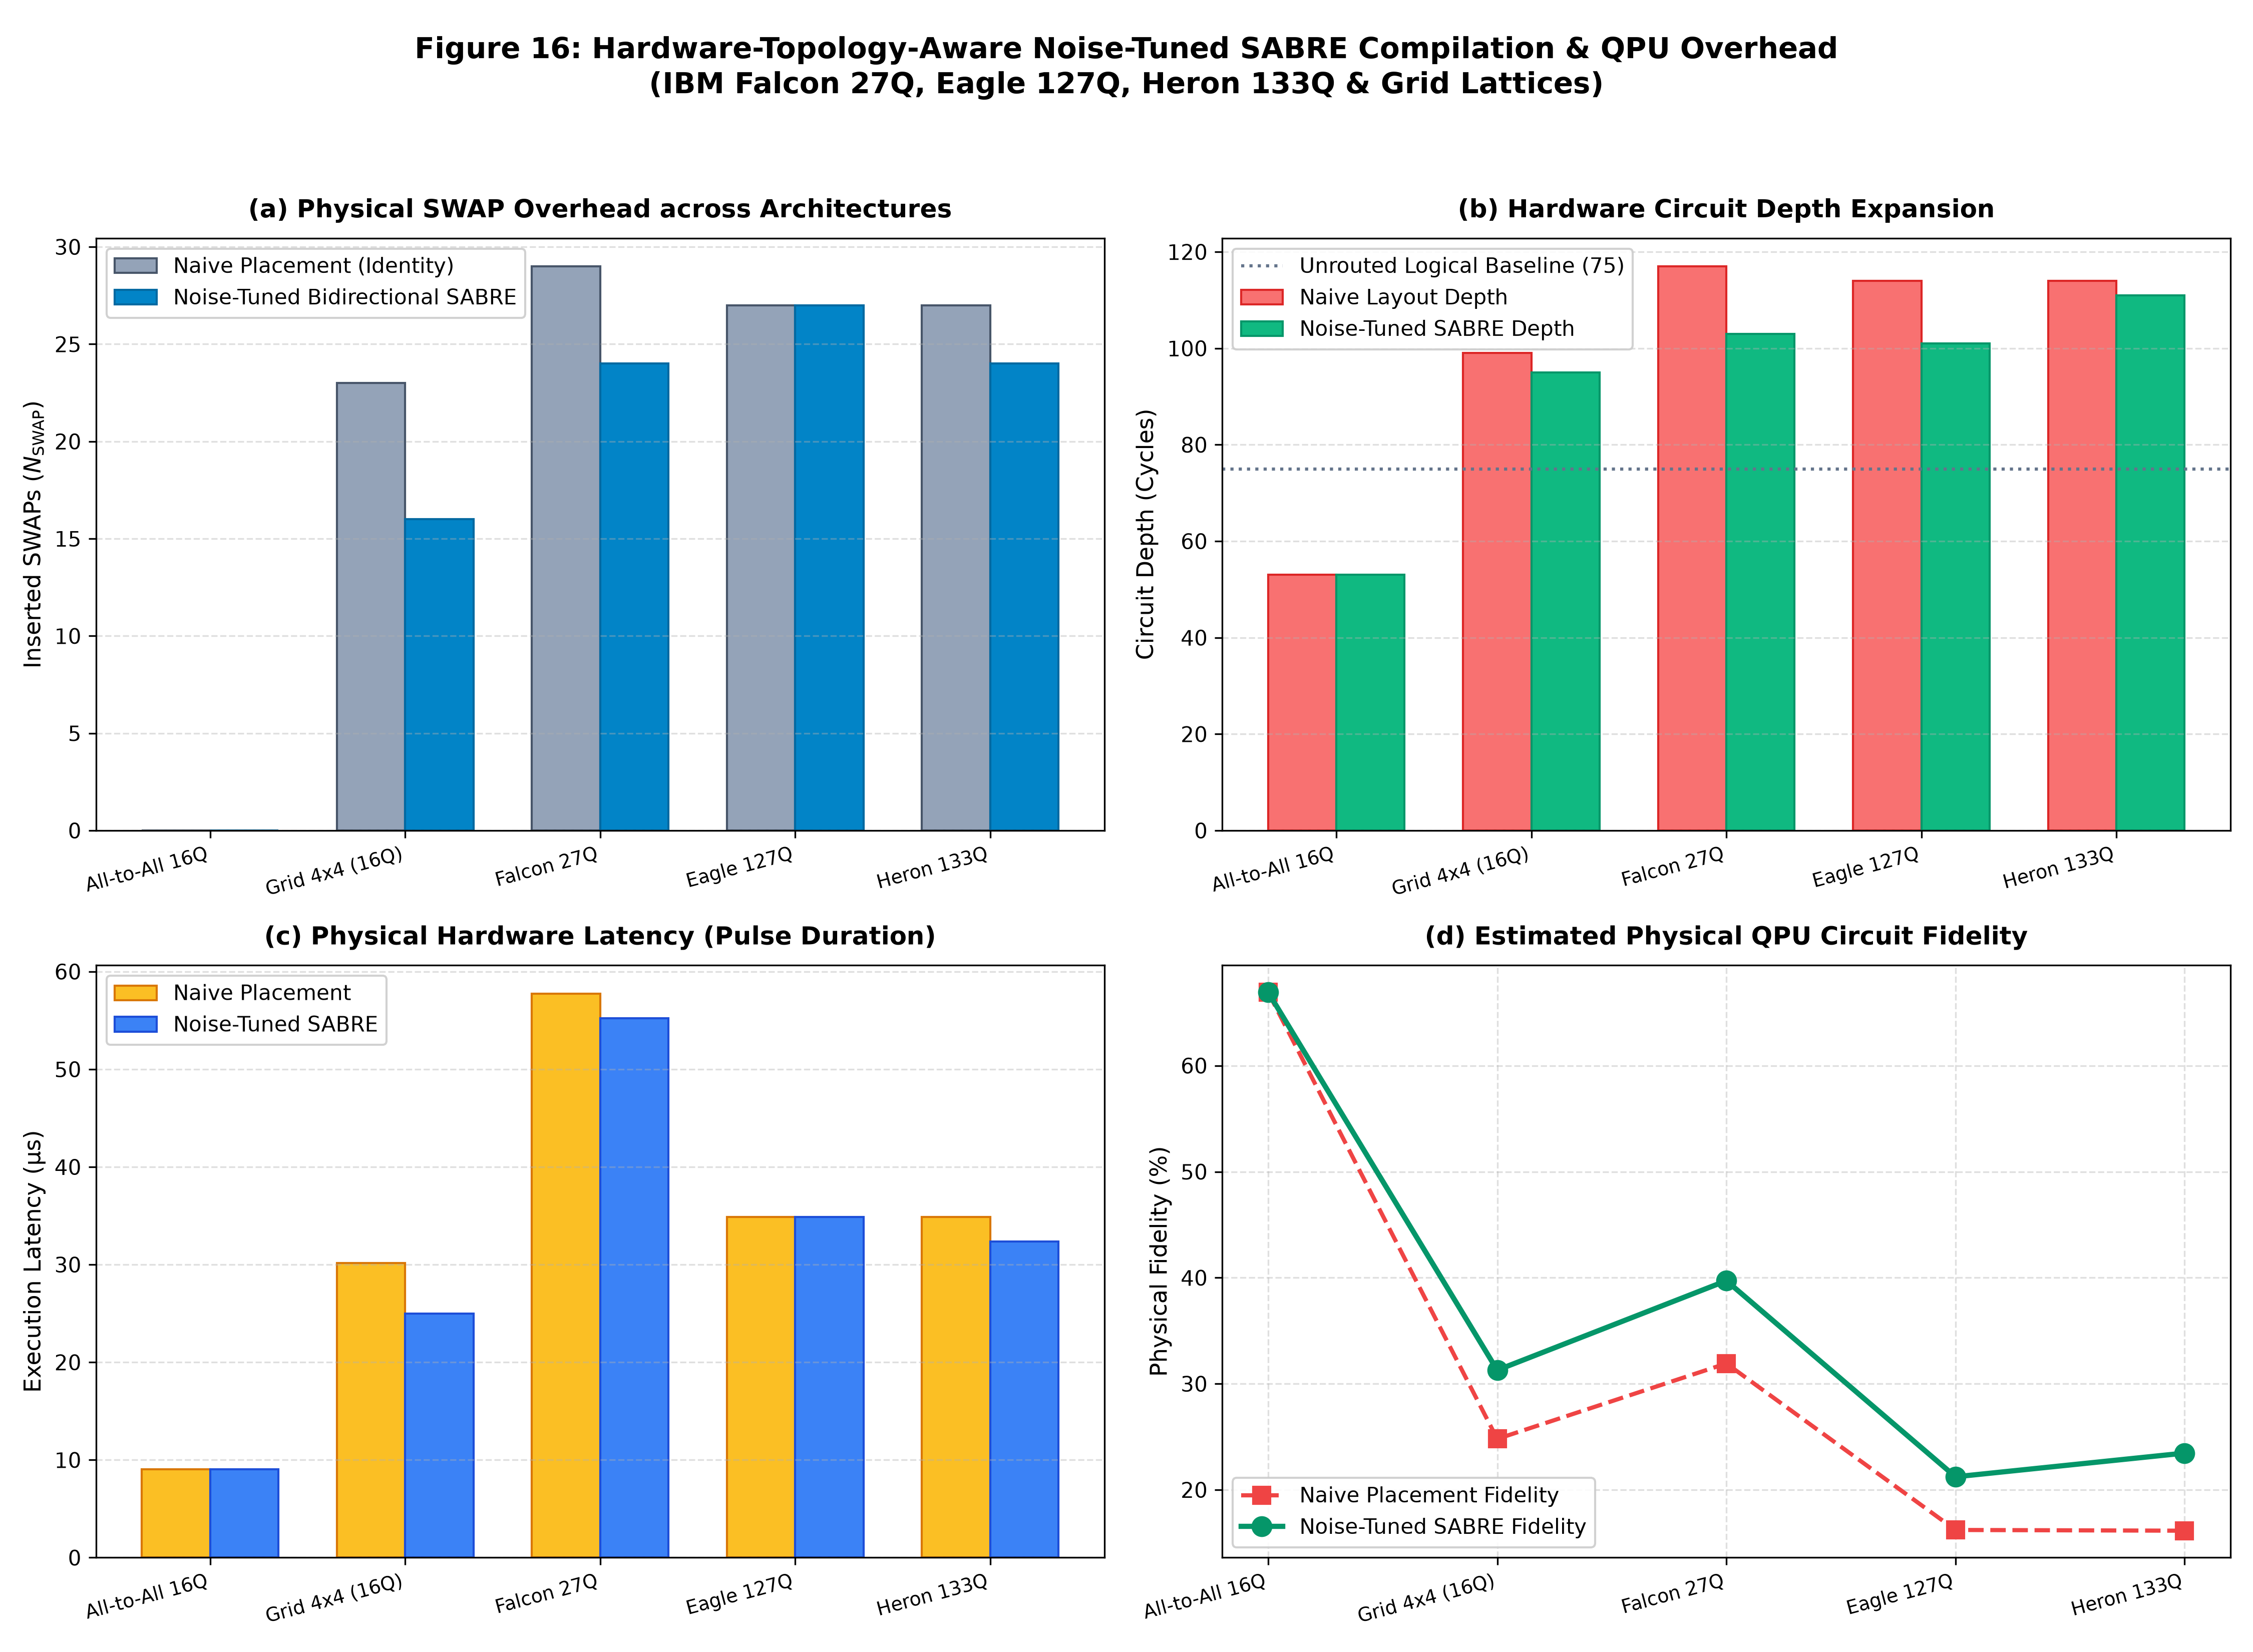 Figure 16: Hardware-Topology-Aware Noise-Tuned SABRE Compilation & QPU Overhead
(IBM Falcon 27Q, Eagle 127Q, Heron 133Q & Grid Lattices)
(a) Physical SWAP Overhead across Architectures
Inserted SWAPs (N_SWAP)
30
25
20
15
10
5
0
Naive Placement (Identity)
Noise-Tuned Bidirectional SABRE
All-to-All 16Q
Grid 4x4 (16Q)
Falcon 27Q
Eagle 127Q
Heron 133Q
(b) Hardware Circuit Depth Expansion
Circuit Depth (Cycles)
120
100
80
60
40
20
0
Unrouted Logical Baseline (75)
Naive Layout Depth
Noise-Tuned SABRE Depth
All-to-All 16Q
Grid 4x4 (16Q)
Falcon 27Q
Eagle 127Q
Heron 133Q
(c) Physical Hardware Latency (Pulse Duration)
Execution Latency (μs)
60
50
40
30
20
10
0
Naive Placement
Noise-Tuned SABRE
All-to-All 16Q
Grid 4x4 (16Q)
Falcon 27Q
Eagle 127Q
Heron 133Q
(d) Estimated Physical QPU Circuit Fidelity
Physical Fidelity (%)
60
50
40
30
20
Naive Placement Fidelity
Noise-Tuned SABRE Fidelity
All-to-All 16Q
Grid 4x4 (16Q)
Falcon 27Q
Eagle 127Q
Heron 133Q